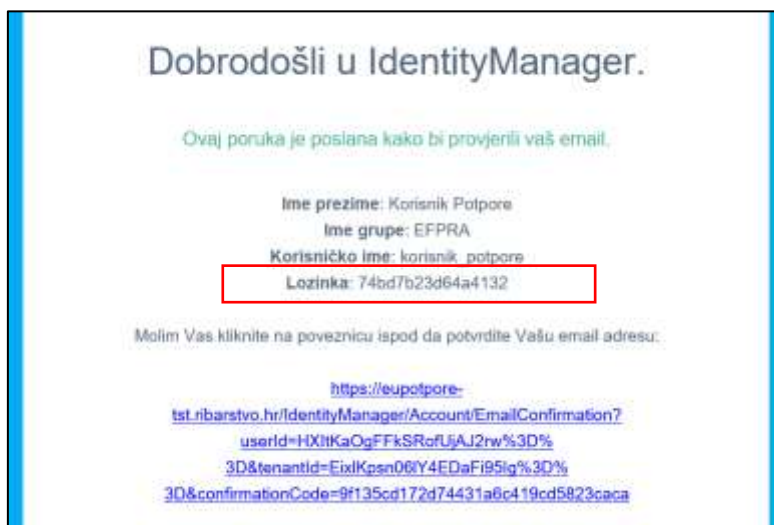 Dobrodošli u IdentityManager.
Ovaj poruka je poslana kako bi provjerili vaš email.
Ime prezime: Korisnik Potpore
Ime grupe: EFPRA
Korisničko ime: korisnik_potpore
Lozinka: 74bd7b23d64a4132
Molim Vas kliknite na poveznicu ispod da potvrdite Vašu email adresu:
https://eupotpore-
tst.ribarstvo.hr/IdentityManager/Account/EmailConfirmation?
userId=HXItKaOgFFkSRofUjAJ2rw%3D%
3D&tenantId=EixlKpsn06lY4EDaFi95lg%3D%
3D&confirmationCode=9f135cd172d74431a6c419cd5823caca